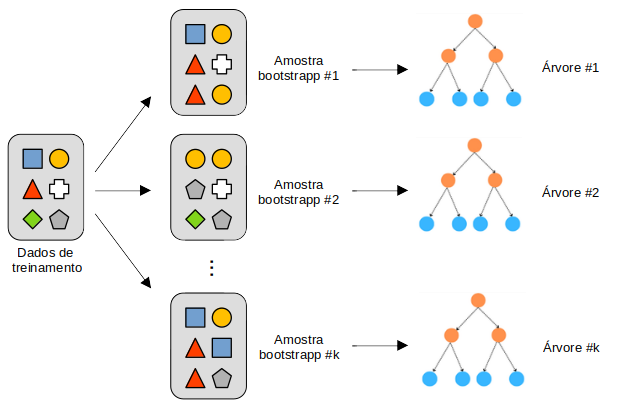 Amostra
bootstrapp #1
Árvore #1
Amostra
bootstrapp #2
Árvore #2
Dados de
treinamento
Amostra
bootstrapp #k
Árvore #k